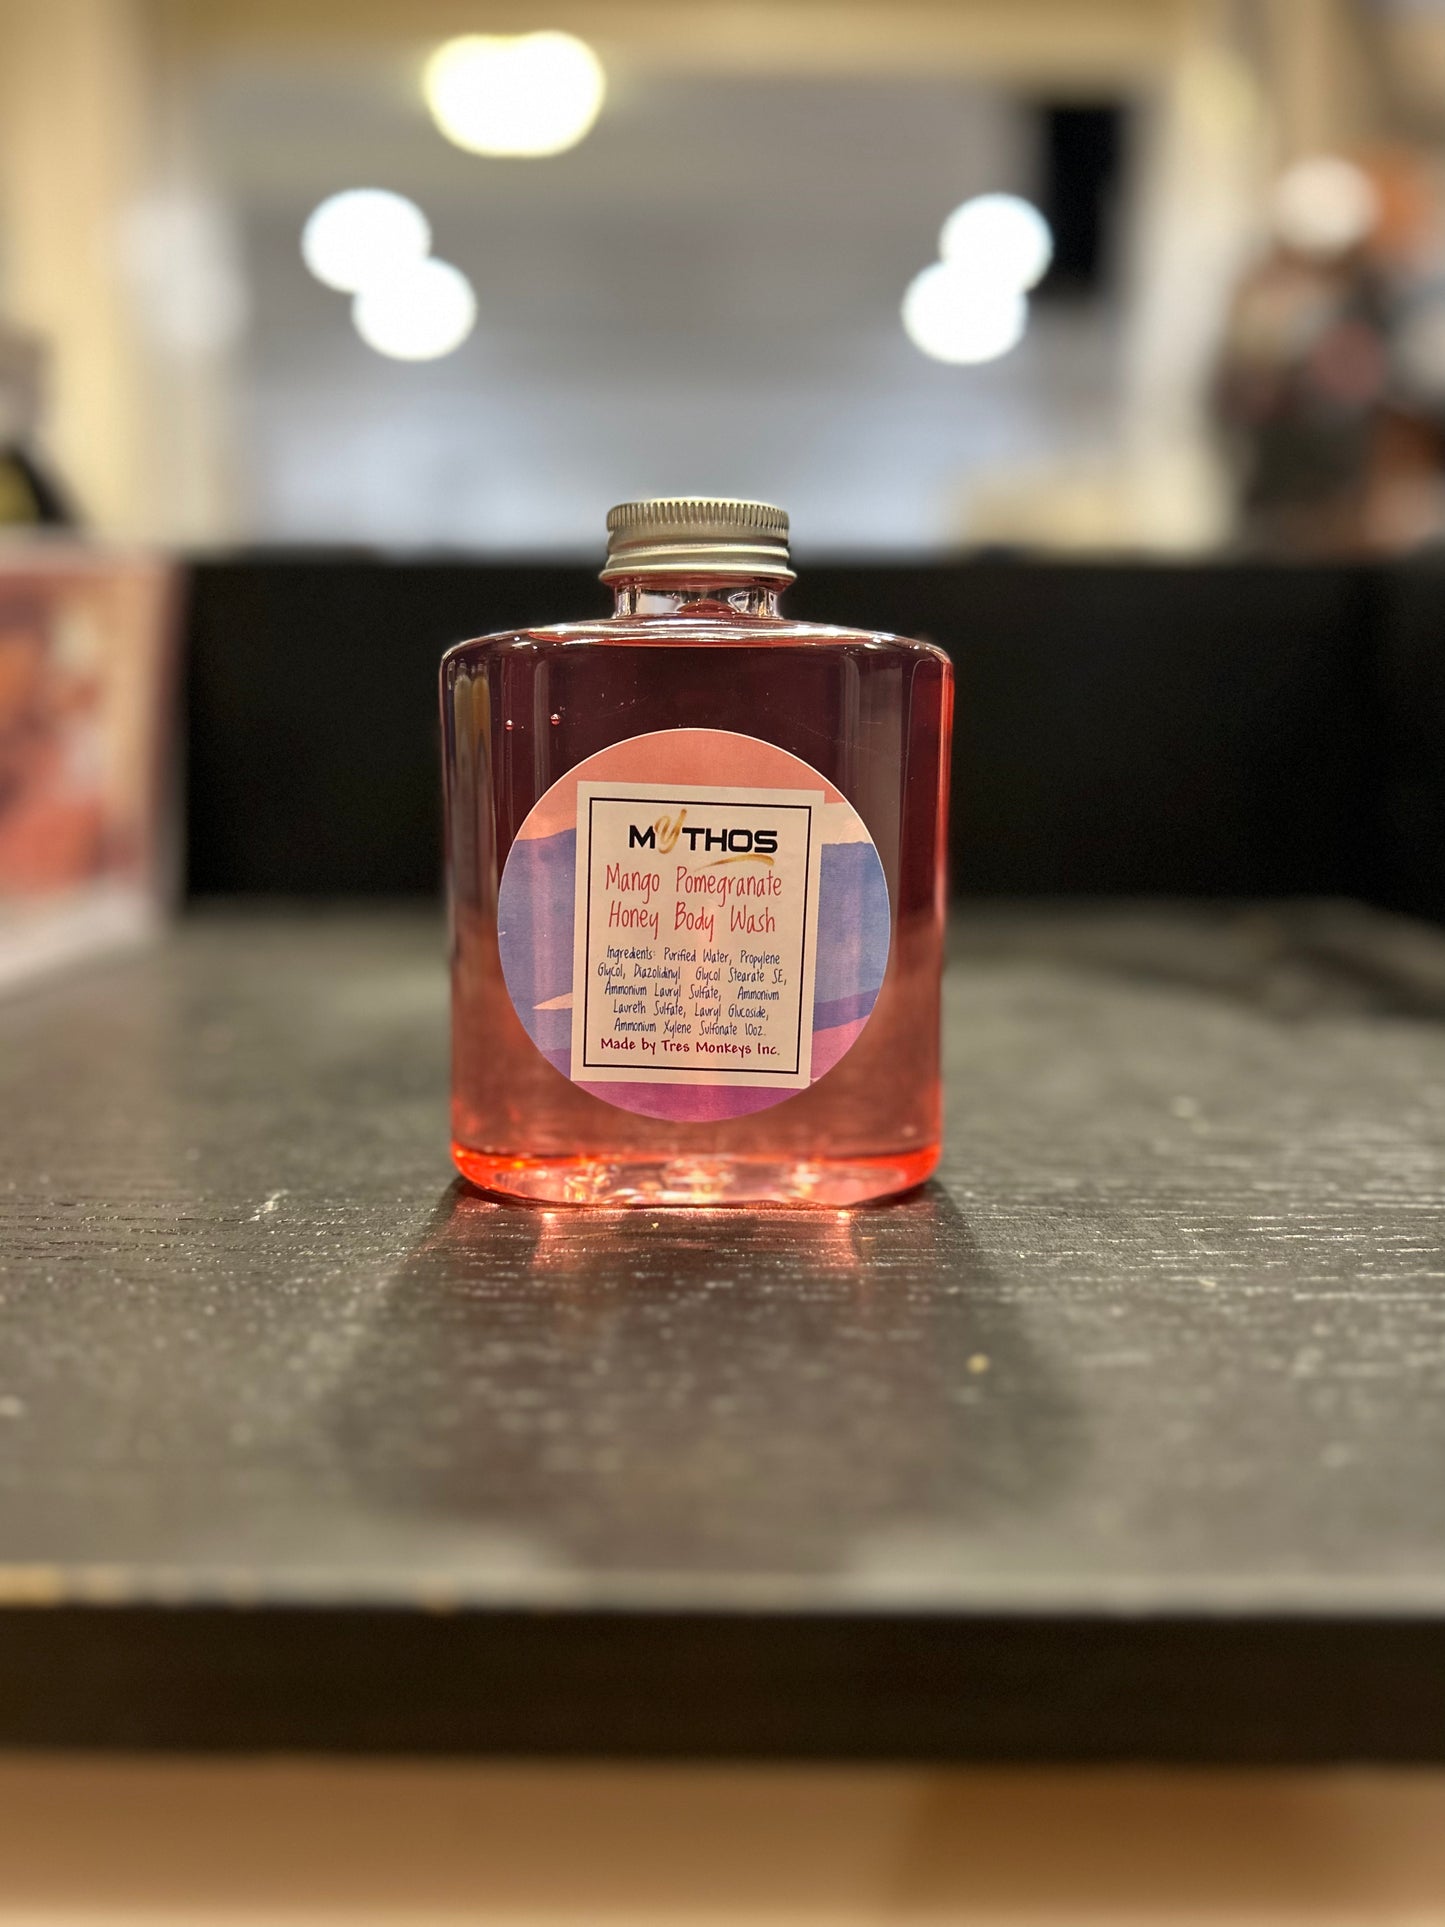 MYTHOS
Mango Pomegranate
Honey Body Wash
Ingredients: Purified Water, Propylene
Glycol, Diazolidinyl Glycol Stearate SE,
Ammonium Lauryl Sulfate, Ammonium
Laureth Sulfate, Lauryl Glucoside,
Ammonium Xylene Sulfonate 10oz.
Made by Tres Monkeys Inc.